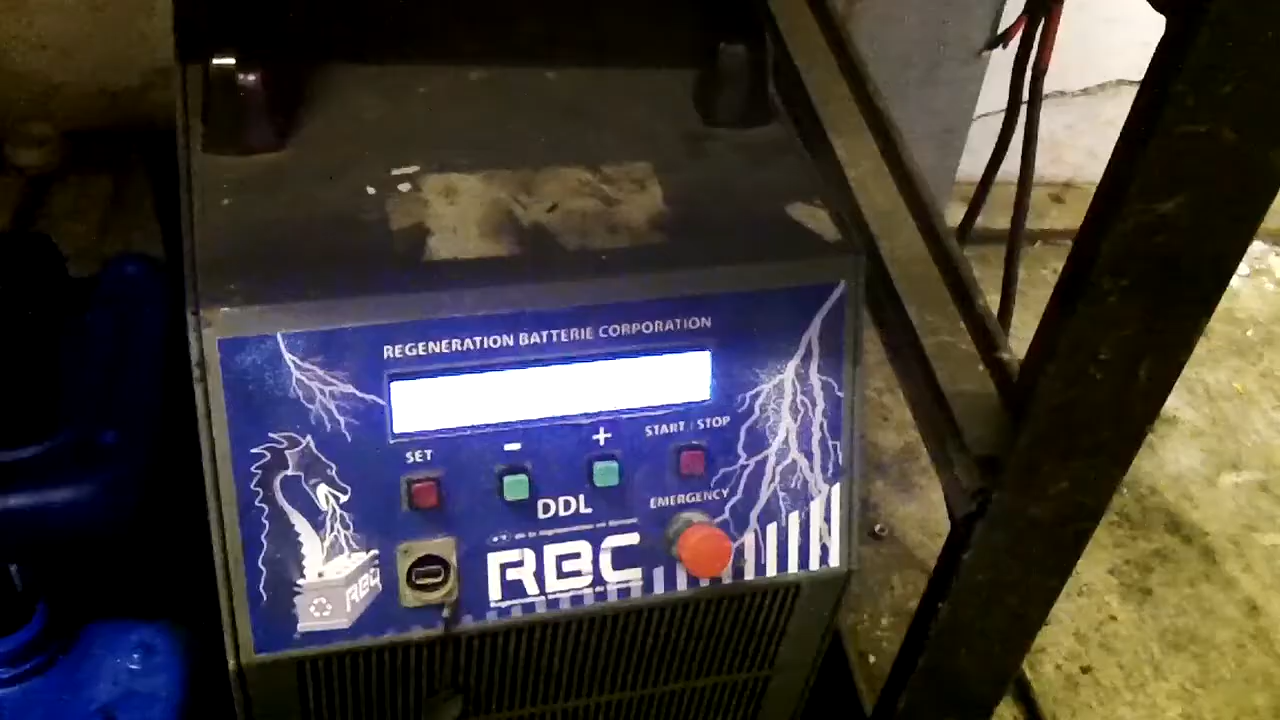 REGENERATION BATTERIE CORPORATION
START / STOP
SET
-
+
EMERGENCY
DDL
RBC
RBC